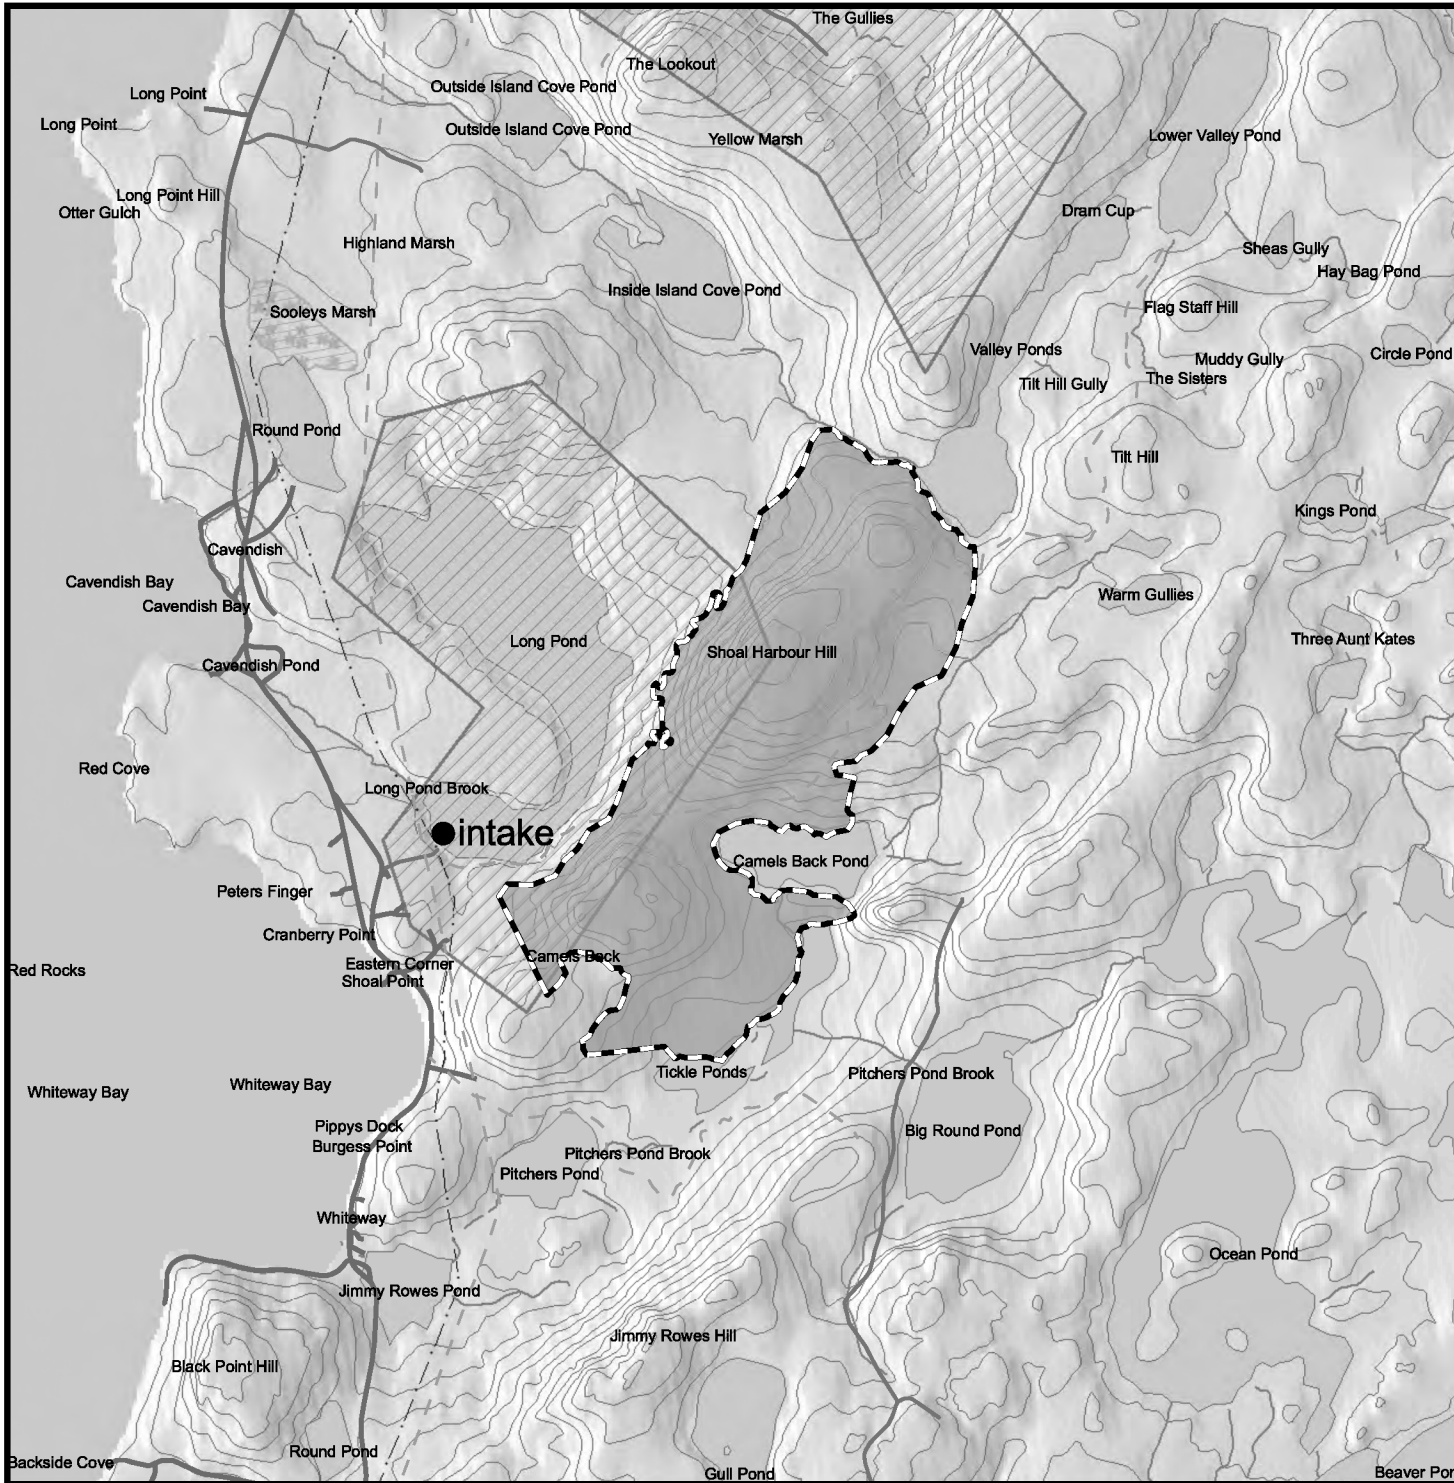 The Gullies
The Lookout
Outside Island Cove Pond
Long Point
Long Point
Outside Island Cove Pond
Yellow Marsh
Lower Valley Pond
Long Point Hill
Otter Gulch
Dram Cup
Highland Marsh
Sheas Gully
Hay Bag Pond
Inside Island Cove Pond
Sooleys Marsh
Flag Staff Hill
Valley Ponds
Muddy Gully
Circle Pond
Tilt Hill Gully
The Sisters
Round Pond
Tilt Hill
Kings Pond
Cavendish
Cavendish Bay
Cavendish Bay
Warm Gullies
Long Pond
Three Aunt Kates
Shoal Harbour Hill
Cavendish Pond
Red Cove
Long Pond Brook
intake
Camels Back Pond
Peters Finger
Cranberry Point
Camels Back
Eastern Corner
Red Rocks
Shoal Point
Tickle Ponds
Pitchers Pond Brook
Whiteway Bay
Whiteway Bay
Pippys Dock
Big Round Pond
Burgess Point
Pitchers Pond Brook
Pitchers Pond
Whiteway
Ocean Pond
Jimmy Rowes Pond
Jimmy Rowes Hill
Black Point Hill
Round Pond
Backside Cove
Gull Pond
Beaver Pon